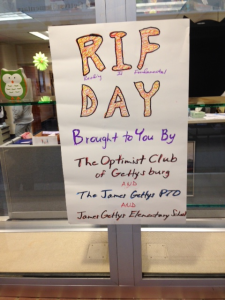 RIF
Reading Is Fundamental
DAY
Brought to You By
The Optimist Club
of Gettysburg
AND
The James Gettys PTO
AND
James Gettys Elementary School